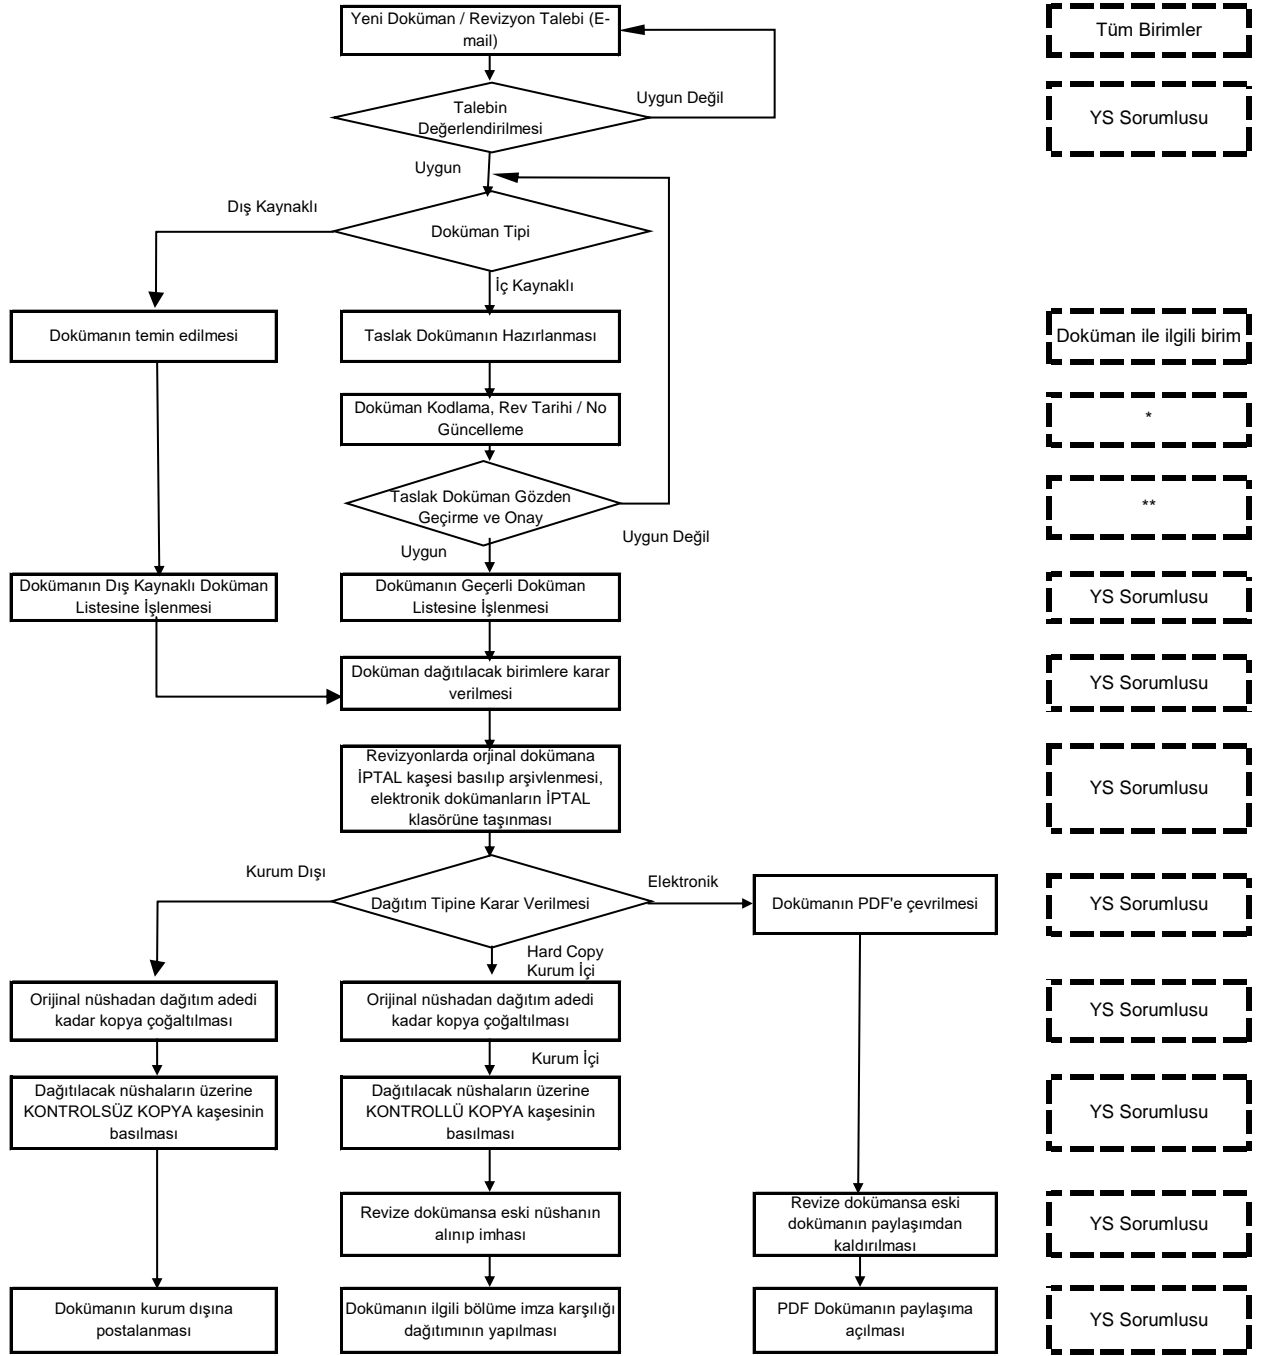 Yeni Doküman / Revizyon Talebi (E-
mail)
Tüm Birimler
Talebin
Değerlendirilmesi
Uygun Değil
YS Sorumlusu
Uygun
Dış Kaynaklı
Doküman Tipi
İç Kaynaklı
Dokümanın temin edilmesi
Taslak Dokümanın Hazırlanması
Doküman ile ilgili birim
Doküman Kodlama, Rev Tarihi / No
Güncelleme
*
Taslak Doküman Gözden
Geçirme ve Onay
**
Uygun Değil
Uygun
Dokümanın Dış Kaynaklı Doküman
Listesine İşlenmesi
Dokümanın Geçerli Doküman
Listesine İşlenmesi
YS Sorumlusu
Doküman dağıtılacak birimlere karar
verilmesi
YS Sorumlusu
Revizyonlarda orjinal dokümana
İPTAL kaşesi basılıp arşivlenmesi,
elektronik dokümanların İPTAL
klasörüne taşınması
YS Sorumlusu
Kurum Dışı
Dağıtım Tipine Karar Verilmesi
Elektronik
Dokümanın PDF'e çevrilmesi
YS Sorumlusu
Hard Copy
Kurum İçi
Orijinal nüshadan dağıtım adedi
kadar kopya çoğaltılması
Orijinal nüshadan dağıtım adedi
kadar kopya çoğaltılması
YS Sorumlusu
Kurum İçi
Dağıtılacak nüshaların üzerine
KONTROLSÜZ KOPYA kaşesinin
basılması
Dağıtılacak nüshaların üzerine
KONTROLLÜ KOPYA kaşesinin
basılması
YS Sorumlusu
Revize dokümansa eski nüshanın
alınıp imhası
Revize dokümansa eski
dokümanın paylaşımdan
kaldırılması
YS Sorumlusu
Dokümanın kurum dışına
postalanması
Dokümanın ilgili bölüme imza karşılığı
dağıtımının yapılması
PDF Dokümanın paylaşıma
açılması
YS Sorumlusu